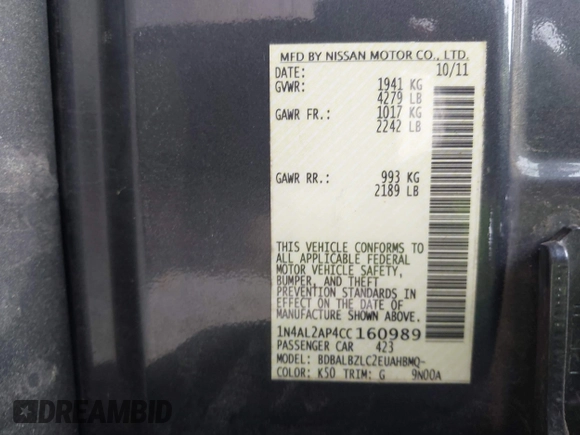 MFD BY NISSAN MOTOR CO., LTD.
DATE: 10/11
GVWR: 1941 KG
4279 LB
GAWR FR.: 1017 KG
2242 LB
GAWR RR.: 993 KG
2189 LB
THIS VEHICLE CONFORMS TO
ALL APPLICABLE FEDERAL
MOTOR VEHICLE SAFETY,
BUMPER, AND THEFT
PREVENTION STANDARDS IN
EFFECT ON THE DATE OF
MANUFACTURE SHOWN ABOVE.
1N4AL2AP4CC160989
PASSENGER CAR 423
MODEL: BDBALBZLC2EUAHBMQ-
COLOR: K50 TRIM: G 9N00A
DREAMBID